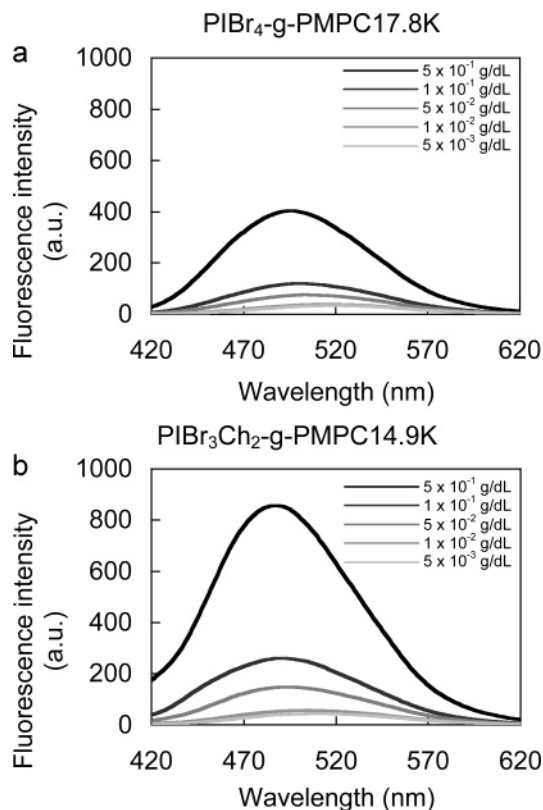 PIBr₄-g-PMPC17.8K
a
1000
800
600
400
200
0
Fluorescence intensity
(a.u.)
5 x 10⁻¹ g/dL
1 x 10⁻¹ g/dL
5 x 10⁻² g/dL
1 x 10⁻² g/dL
5 x 10⁻³ g/dL
420 470 520 570 620
Wavelength (nm)
PIBr₃Ch₂-g-PMPC14.9K
b
1000
800
600
400
200
0
Fluorescence intensity
(a.u.)
5 x 10⁻¹ g/dL
1 x 10⁻¹ g/dL
5 x 10⁻² g/dL
1 x 10⁻² g/dL
5 x 10⁻³ g/dL
420 470 520 570 620
Wavelength (nm)